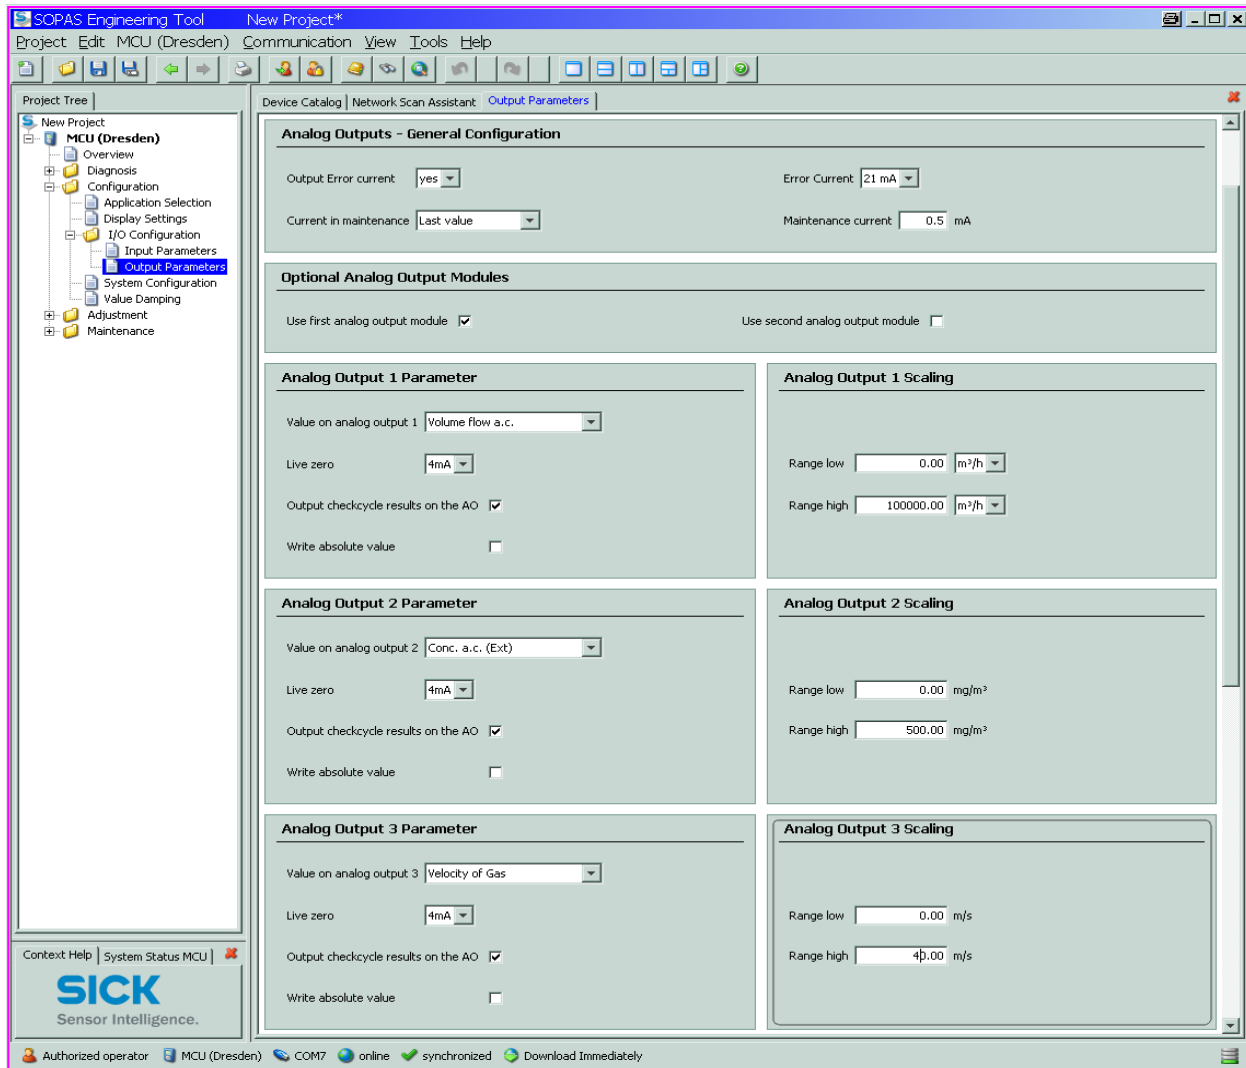 SOPAS Engineering Tool New Project*
Project Edit MCU (Dresden) Communication View Tools Help
Project Tree
New Project
MCU (Dresden)
Overview
Diagnosis
Configuration
Application Selection
Display Settings
I/O Configuration
Input Parameters
Output Parameters
System Configuration
Value Damping
Adjustment
Maintenance
Context Help System Status MCU
SICK
Sensor Intelligence.
Device Catalog Network Scan Assistant Output Parameters
Analog Outputs - General Configuration
Output Error current yes Error Current 21 mA
Current in maintenance Last value Maintenance current 0.5 mA
Optional Analog Output Modules
Use first analog output module Use second analog output module
Analog Output 1 Parameter
Value on analog output 1 Volume flow a.c.
Live zero 4mA
Output checkcycle results on the AO
Write absolute value
Analog Output 1 Scaling
Range low 0.00 m³/h
Range high 100000.00 m³/h
Analog Output 2 Parameter
Value on analog output 2 Conc. a.c. (Ext)
Live zero 4mA
Output checkcycle results on the AO
Write absolute value
Analog Output 2 Scaling
Range low 0.00 mg/m³
Range high 500.00 mg/m³
Analog Output 3 Parameter
Value on analog output 3 Velocity of Gas
Live zero 4mA
Output checkcycle results on the AO
Write absolute value
Analog Output 3 Scaling
Range low 0.00 m/s
Range high 40.00 m/s
Authorized operator MCU (Dresden) COM7 online synchronized Download Immediately